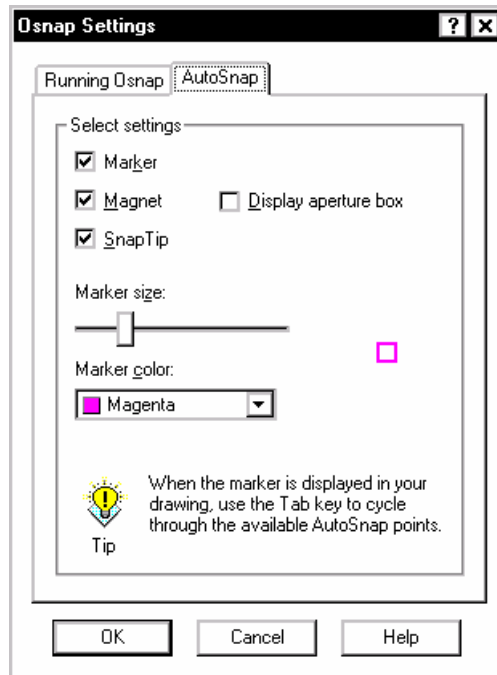 Osnap Settings
Running Osnap AutoSnap
Select settings
Marker
Magnet Display aperture box
SnapTip
Marker size:
Marker color:
Magenta
When the marker is displayed in your
drawing, use the Tab key to cycle
through the available AutoSnap points.
Tip
OK Cancel Help